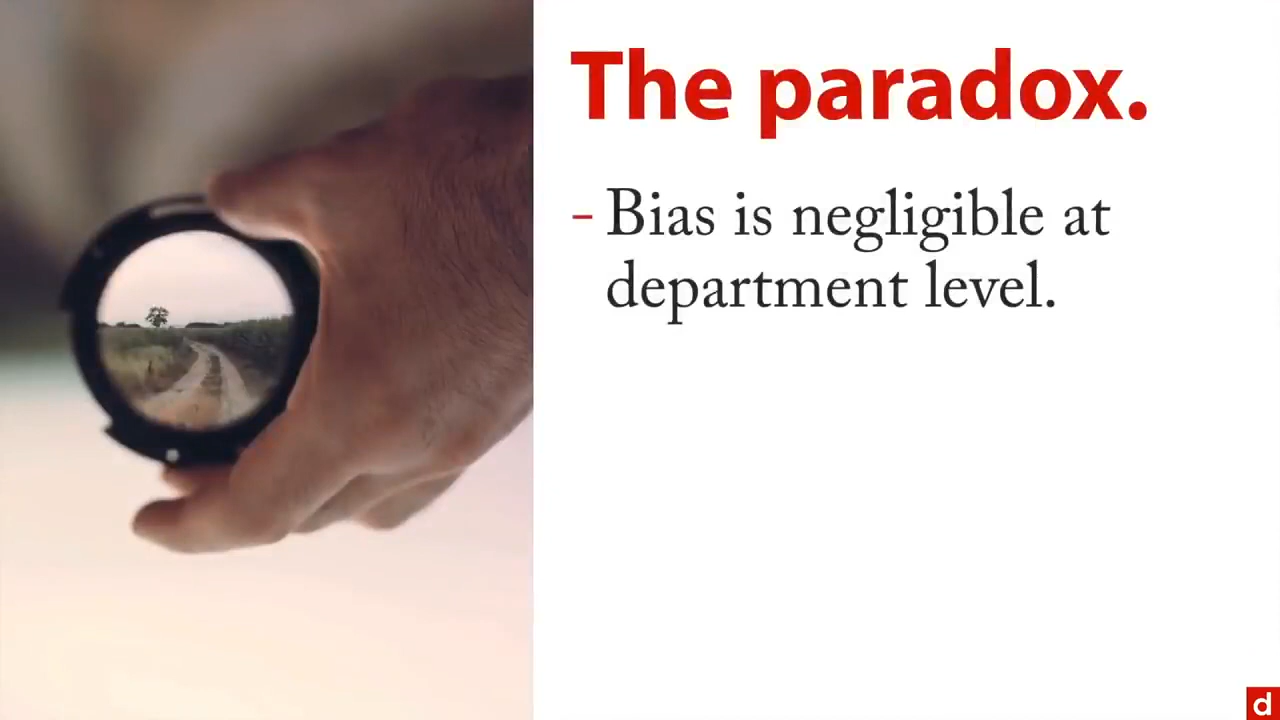 The paradox.
- Bias is negligible at
department level.
d